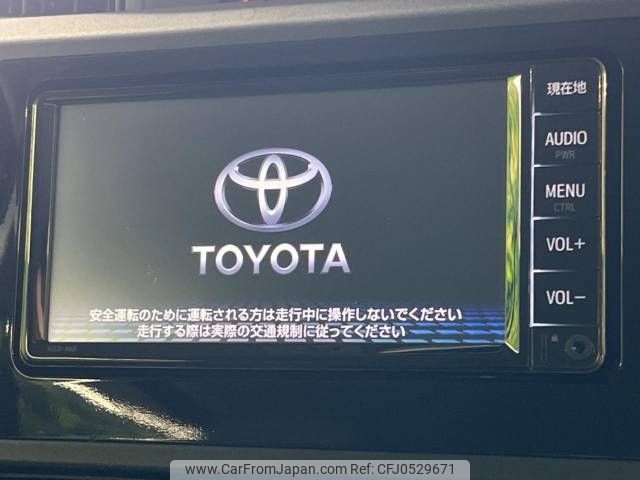 現在地
AUDIO
PWR
MENU
CTRL
VOL+
VOL−
TOYOTA
安全運転のために運転される方は走行中に操作しないでください
走行する際は実際の交通規制に従ってください
www.CarFromJapan.com CFJ00529671